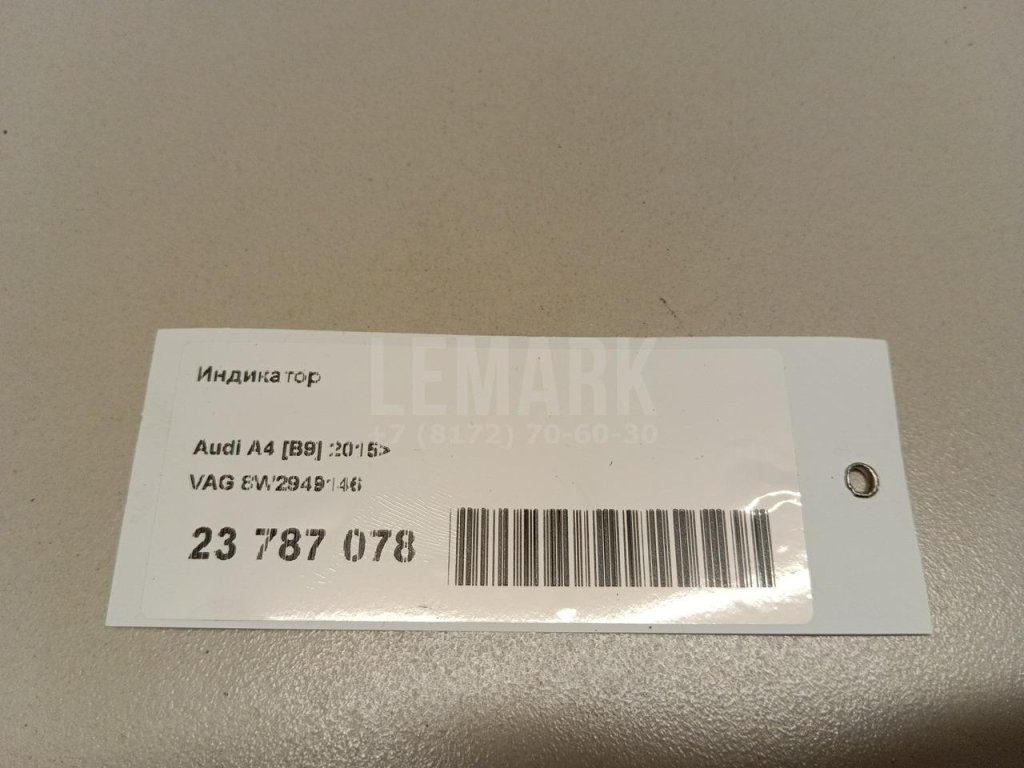 LEMARK
+7 (8172) 70-60-30
Индикатор
Audi A4 [B9] 2015>
VAG 8W2949146
23 787 078